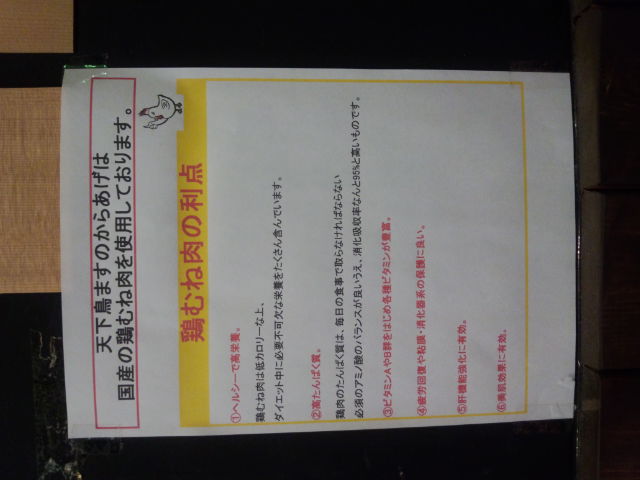 天下鳥ますのからあげは
国産の鶏むね肉を使用しております。
鶏むね肉の利点
①ヘルシーで高栄養。
鶏むね肉は低カロリーな上、
ダイエット中に必要不可欠な栄養をたくさん含んでいます。
②高たんぱく質。
鶏肉のたんぱく質は、毎日の食事で取らなければならない
必須のアミノ酸のバランスが良いうえ、消化吸収率なんと95%と高いものです。
③ビタミンAやB群をはじめ各種ビタミンが豊富。
④疲労回復や粘膜・消化器系の保護に良い。
⑤肝機能強化に有効。
⑥美肌効果に有効。